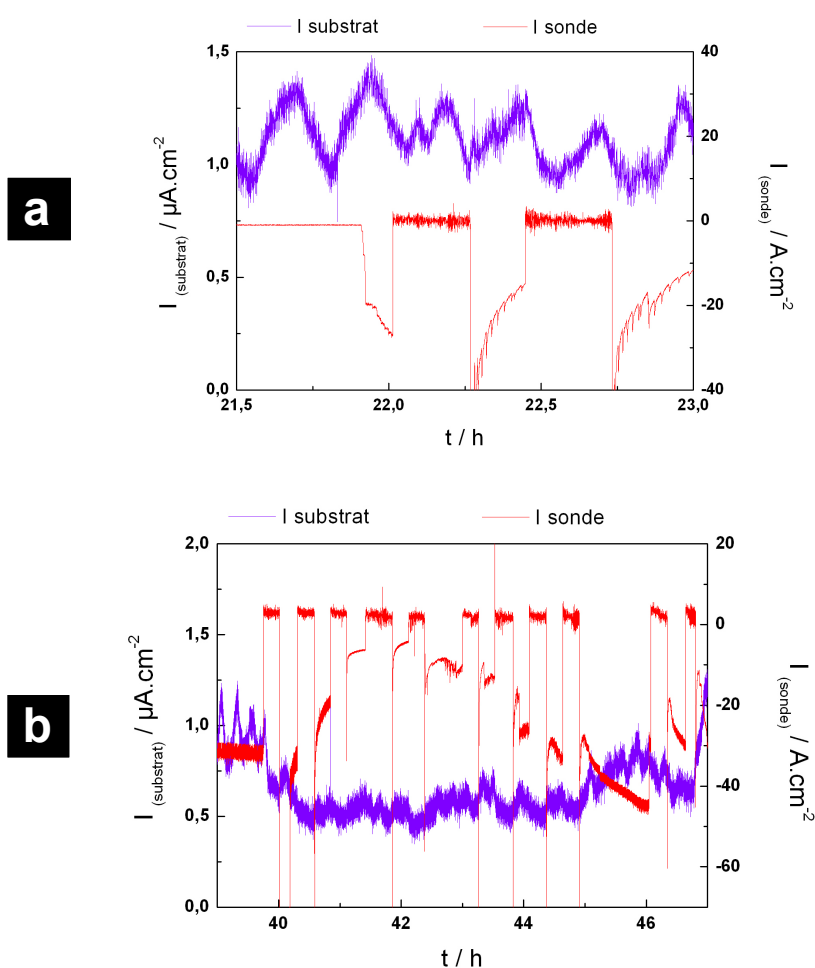 I substrat
I sonde
1,5
1,0
0,5
0,0
I (substrat) / µA.cm-2
40
20
0
-20
-40
I (sonde) / A.cm-2
21,5
22,0
22,5
23,0
t / h
a
I substrat
I sonde
2,0
1,5
1,0
0,5
0,0
I (substrat) / µA.cm-2
20
0
-20
-40
-60
I (sonde) / A.cm-2
40
42
44
46
t / h
b